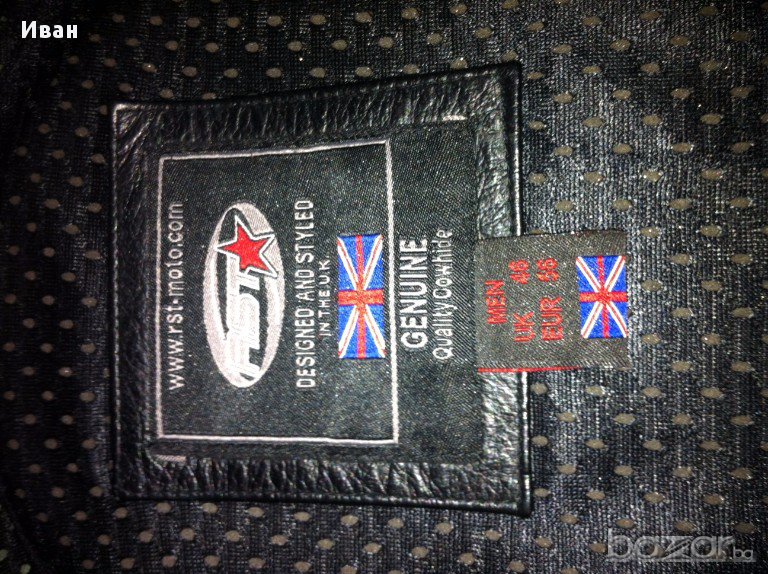 Иван
www.rst-moto.com
RST
DESIGNED AND STYLED
IN THE U.K.
GENUINE
Quality Cowhide
MEN
UK 46
EUR 56
bazar.bg